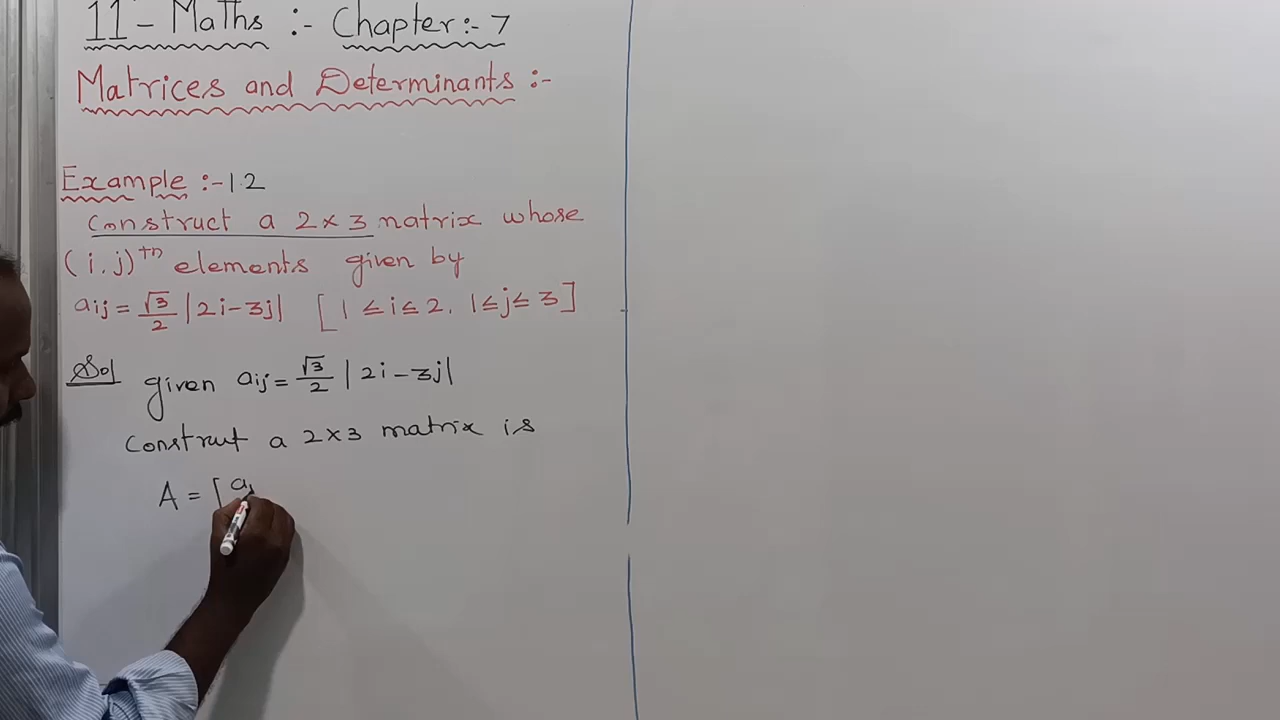 11 - Maths :- Chapter:- 7
Matrices and Determinants :-
Example :- 1.2
Construct a 2 × 3 matrix whose
(i, j)ᵗʰ elements given by
aij = √3/2 |2i - 3j| [1 ≤ i ≤ 2, 1 ≤ j ≤ 3]
Sol given aij = √3/2 |2i - 3j|
Construt a 2×3 matrix is
A = [a